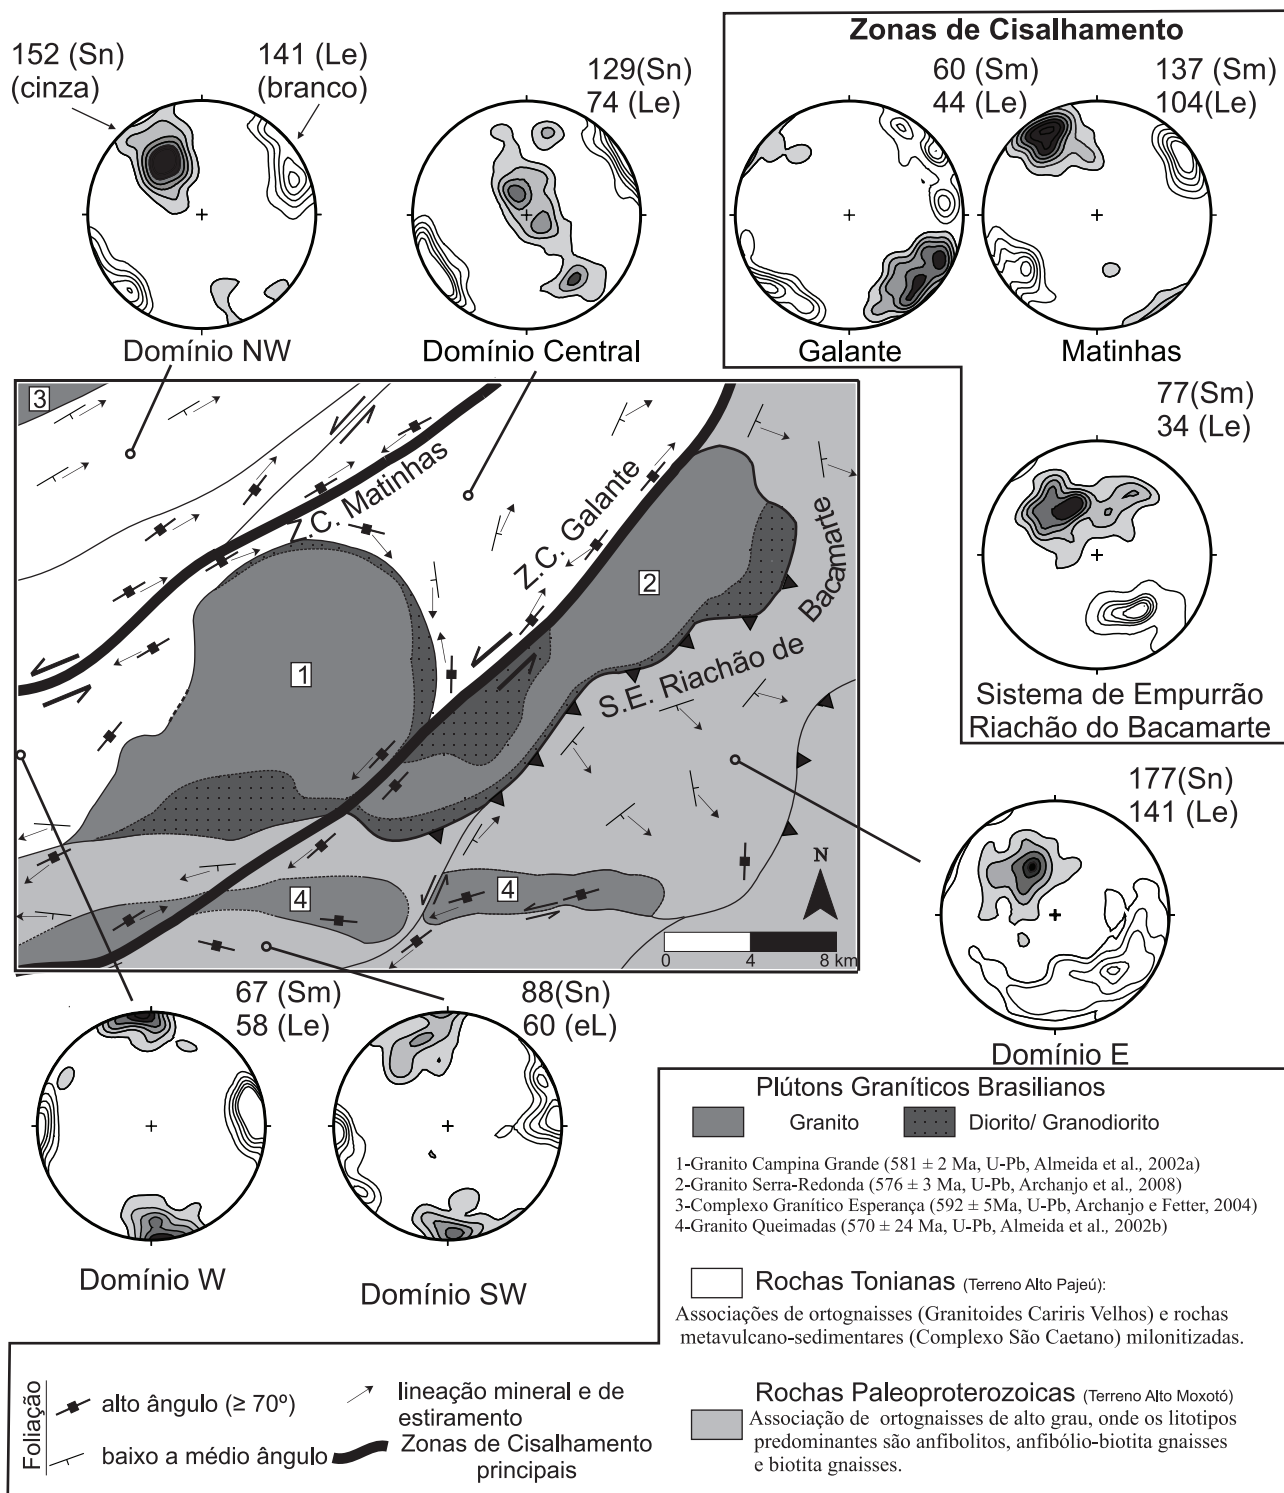 152 (Sn)
(cinza)
141 (Le)
(branco)
Domínio NW
129(Sn)
74 (Le)
Domínio Central
Zonas de Cisalhamento
60 (Sm)
44 (Le)
Galante
137 (Sm)
104(Le)
Matinhas
77(Sm)
34 (Le)
Sistema de Empurrão
Riachão do Bacamarte
3
Z.C. Matinhas
Z.C. Galante
2
1
S.E. Riachão de
Bacamarte
4
4
N
0 4 8 km
177(Sn)
141 (Le)
Domínio E
67 (Sm)
58 (Le)
Domínio W
88(Sn)
60 (eL)
Domínio SW
Plútons Graníticos Brasilianos
Granito
Diorito/ Granodiorito
1-Granito Campina Grande (581 ± 2 Ma, U-Pb, Almeida et al., 2002a)
2-Granito Serra-Redonda (576 ± 3 Ma, U-Pb, Archanjo et al., 2008)
3-Complexo Granítico Esperança (592 ± 5Ma, U-Pb, Archanjo e Fetter, 2004)
4-Granito Queimadas (570 ± 24 Ma, U-Pb, Almeida et al., 2002b)
Rochas Tonianas (Terreno Alto Pajeú):
Associações de ortognaisses (Granitoides Cariris Velhos) e rochas
metavulcano-sedimentares (Complexo São Caetano) milonitizadas.
Rochas Paleoproterozoicas (Terreno Alto Moxotó)
Associação de ortognaisses de alto grau, onde os litotipos
predominantes são anfibolitos, anfibólio-biotita gnaisses
e biotita gnaisses.
Foliação
alto ângulo (≥ 70º)
baixo a médio ângulo
lineação mineral e de
estiramento
Zonas de Cisalhamento
principais